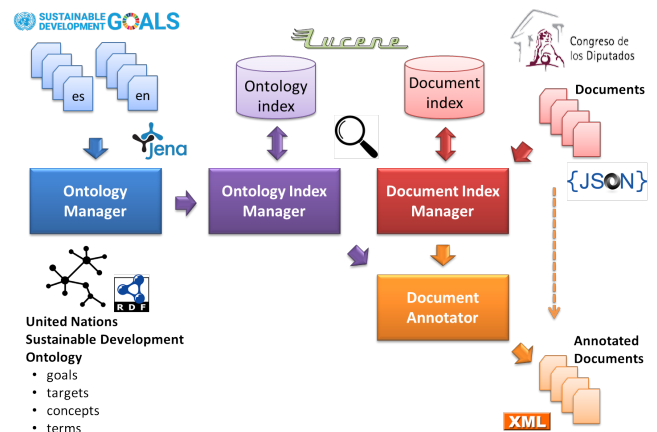 SUSTAINABLE
DEVELOPMENT GOALS
es
en
Lucene
Ontology
index
Document
index
Congreso de
los Diputados
Documents
Jena
{JSON}
Ontology
Manager
Ontology Index
Manager
Document Index
Manager
RDF
Document
Annotator
United Nations
Sustainable Development
Ontology
• goals
• targets
• concepts
• terms
Annotated
Documents
XML